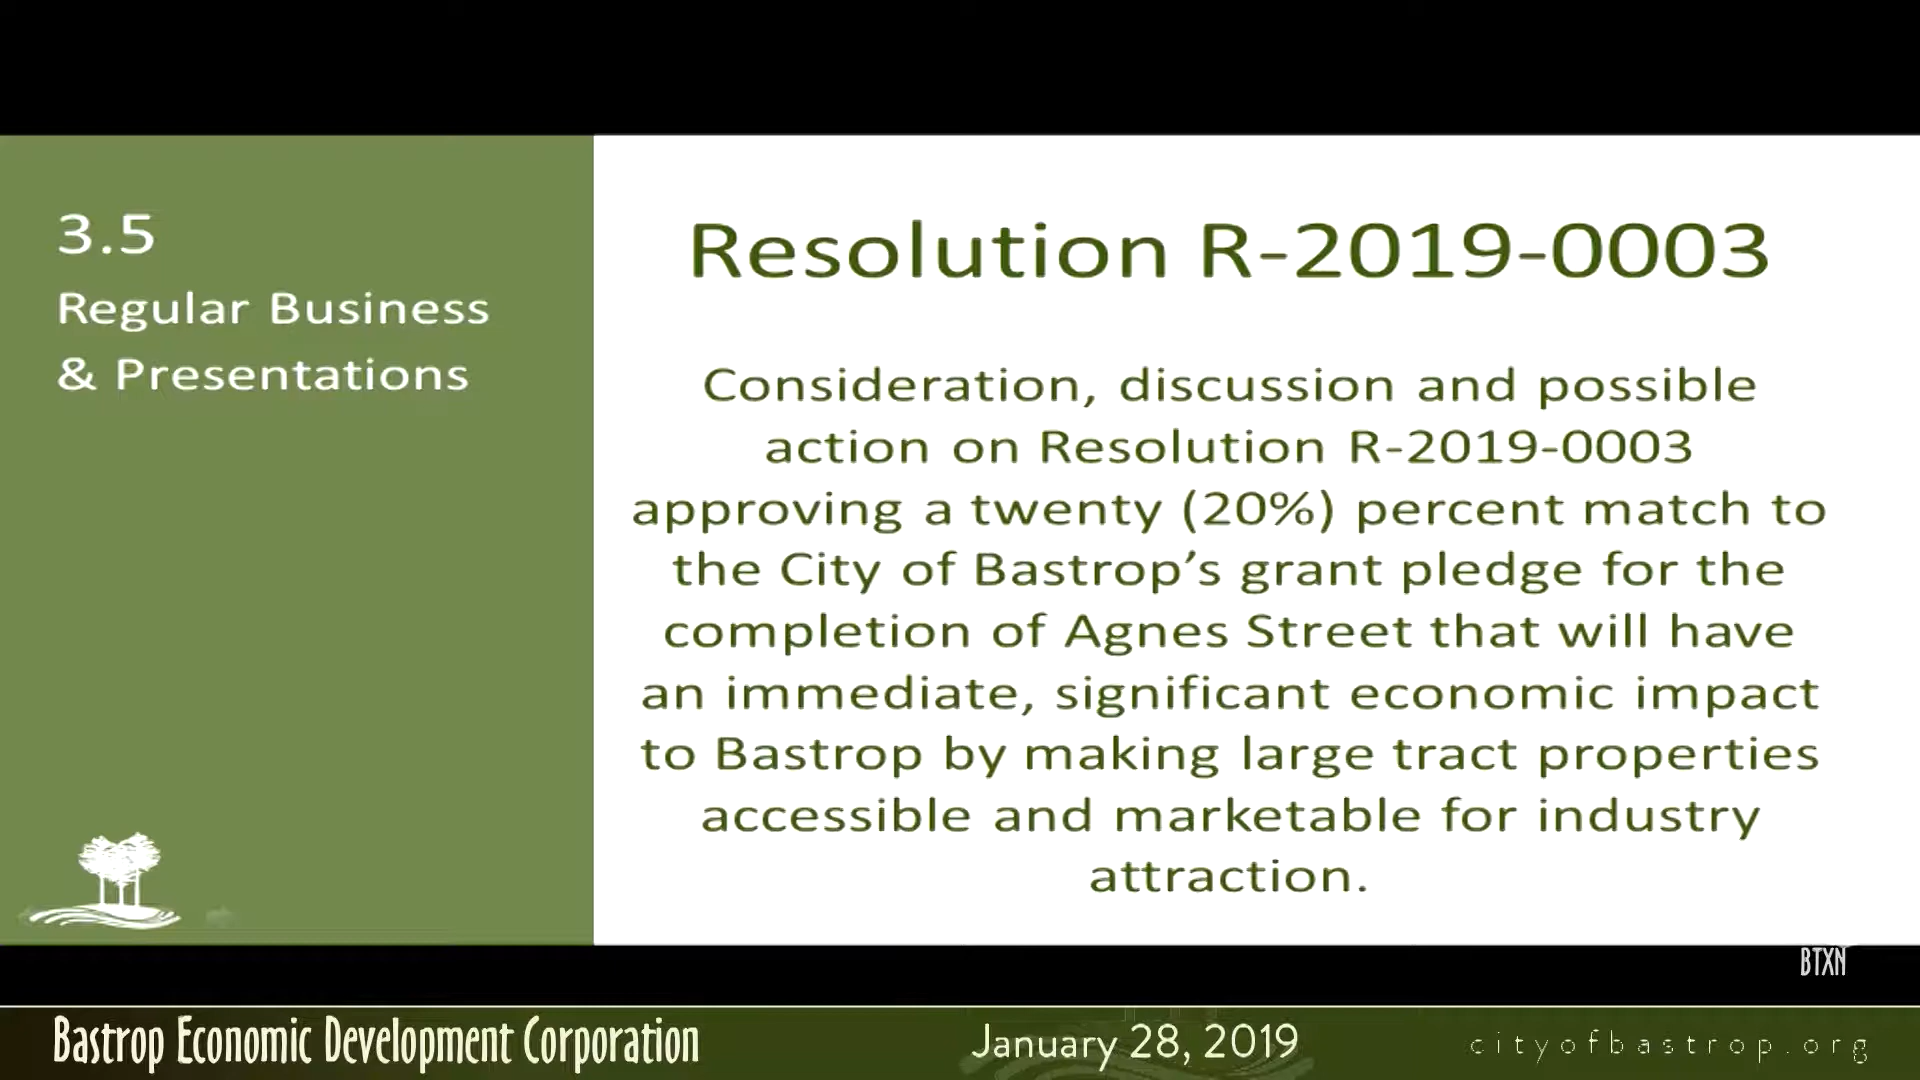 3.5
Regular Business
& Presentations
Resolution R-2019-0003
Consideration, discussion and possible
action on Resolution R-2019-0003
approving a twenty (20%) percent match to
the City of Bastrop’s grant pledge for the
completion of Agnes Street that will have
an immediate, significant economic impact
to Bastrop by making large tract properties
accessible and marketable for industry
attraction.
BTXN
Bastrop Economic Development Corporation
January 28, 2019
cityofbastrop.org